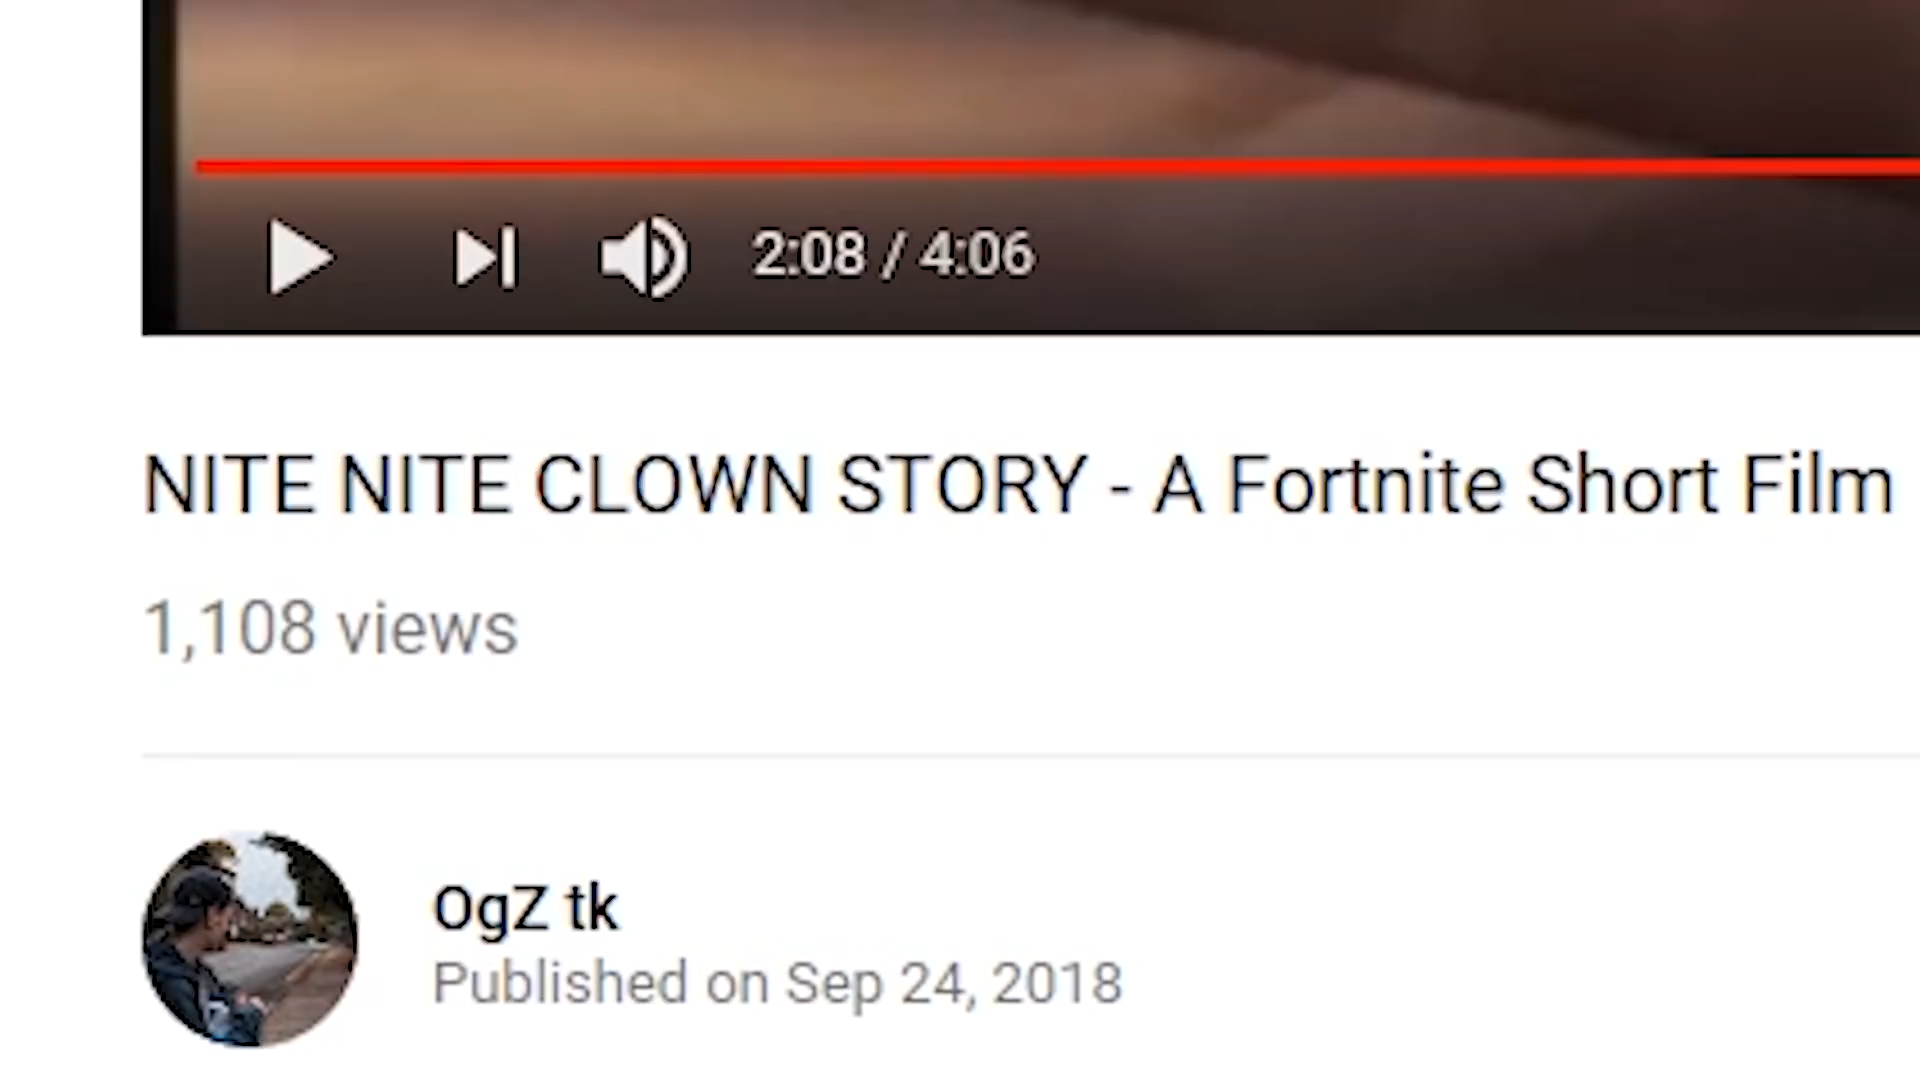 2:08 / 4:06
NITE NITE CLOWN STORY - A Fortnite Short Film
1,108 views
OgZ tk
Published on Sep 24, 2018